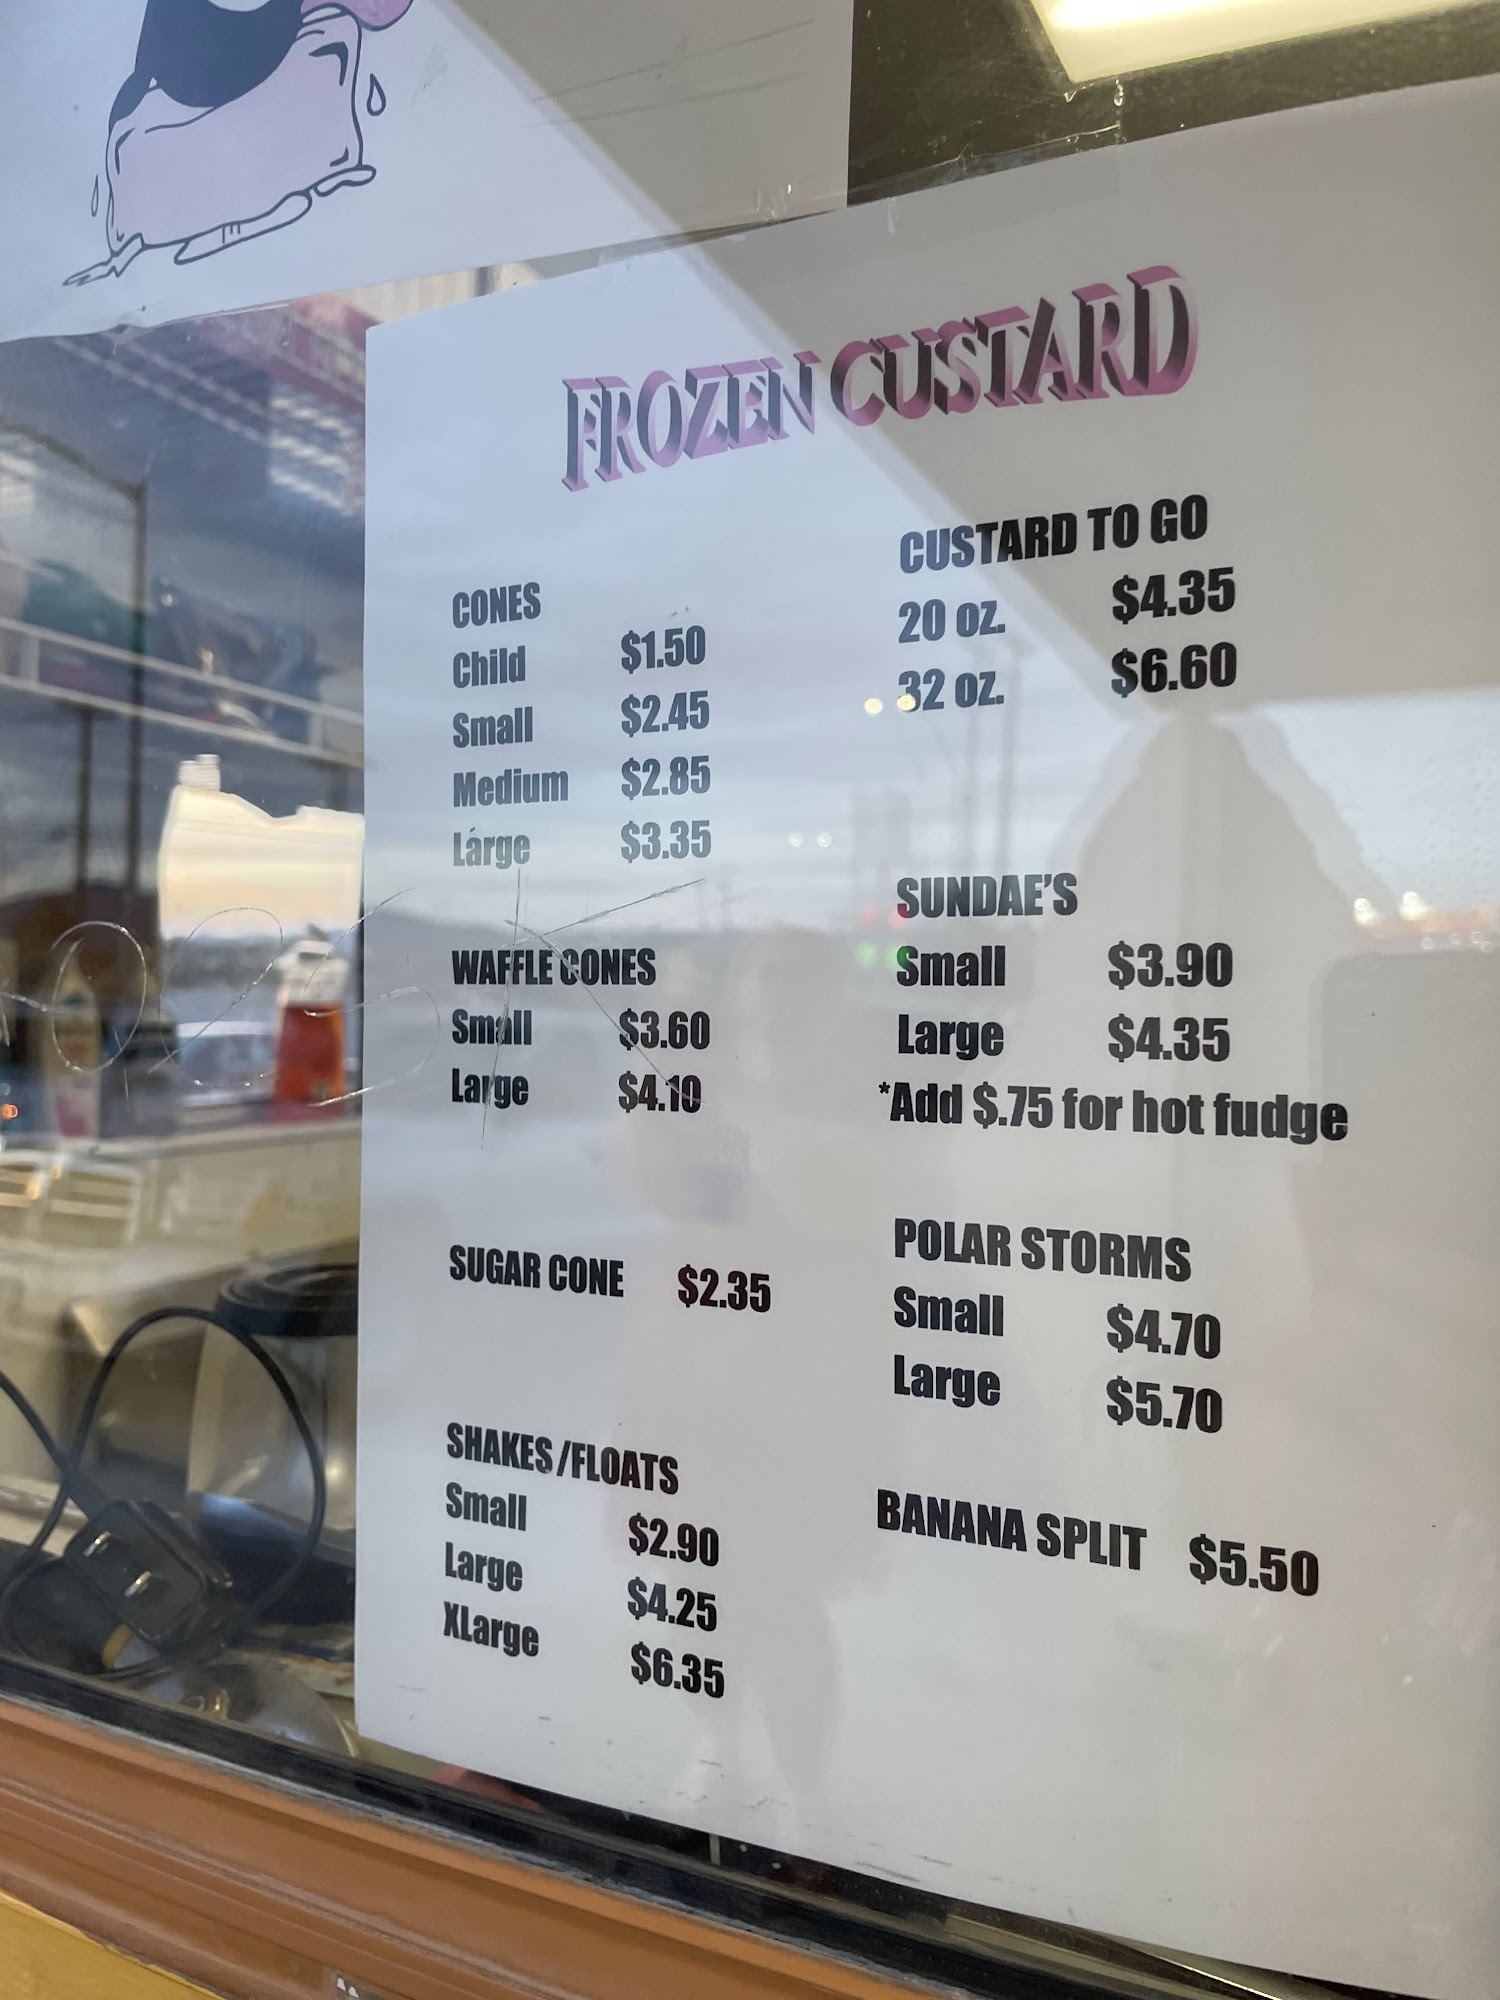 FROZEN CUSTARD
CONES
Child $1.50
Small $2.45
Medium $2.85
Large $3.35
WAFFLE CONES
Small $3.60
Large $4.10
SUGAR CONE $2.35
SHAKES/FLOATS
Small $2.90
Large $4.25
XLarge $6.35
CUSTARD TO GO
20 oz. $4.35
32 oz. $6.60
SUNDAE'S
Small $3.90
Large $4.35
*Add $.75 for hot fudge
POLAR STORMS
Small $4.70
Large $5.70
BANANA SPLIT $5.50